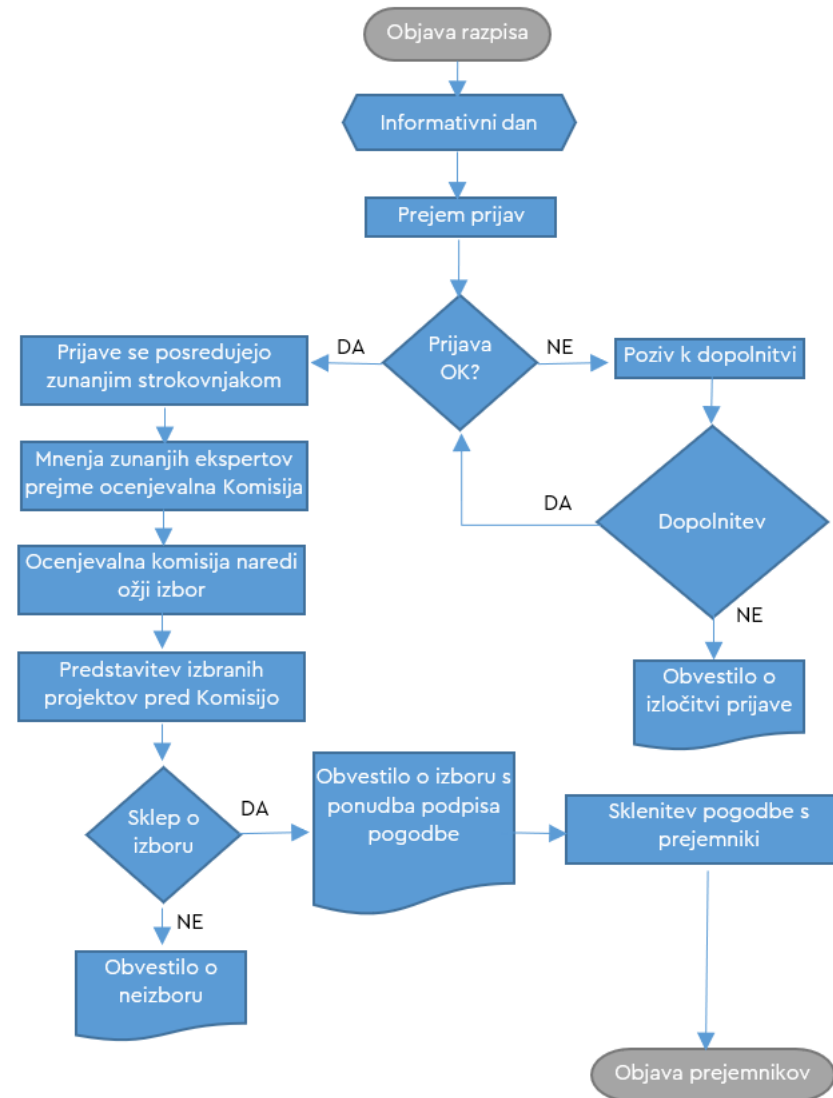 Objava razpisa
Informativni dan
Prejem prijav
Prijava
OK?
DA
NE
Prijave se posredujejo
zunanjim strokovnjakom
Poziv k dopolnitvi
Mnenja zunanjih ekspertov
prejme ocenjevalna Komisija
DA
Dopolnitev
Ocenjevalna komisija naredi
ožji izbor
NE
Predstavitev izbranih
projektov pred Komisijo
Obvestilo o
izločitvi prijave
Sklep o
izboru
DA
Obvestilo o izboru s
ponudba podpisa
pogodbe
Sklenitev pogodbe s
prejemniki
NE
Obvestilo o
neizboru
Objava prejemnikov